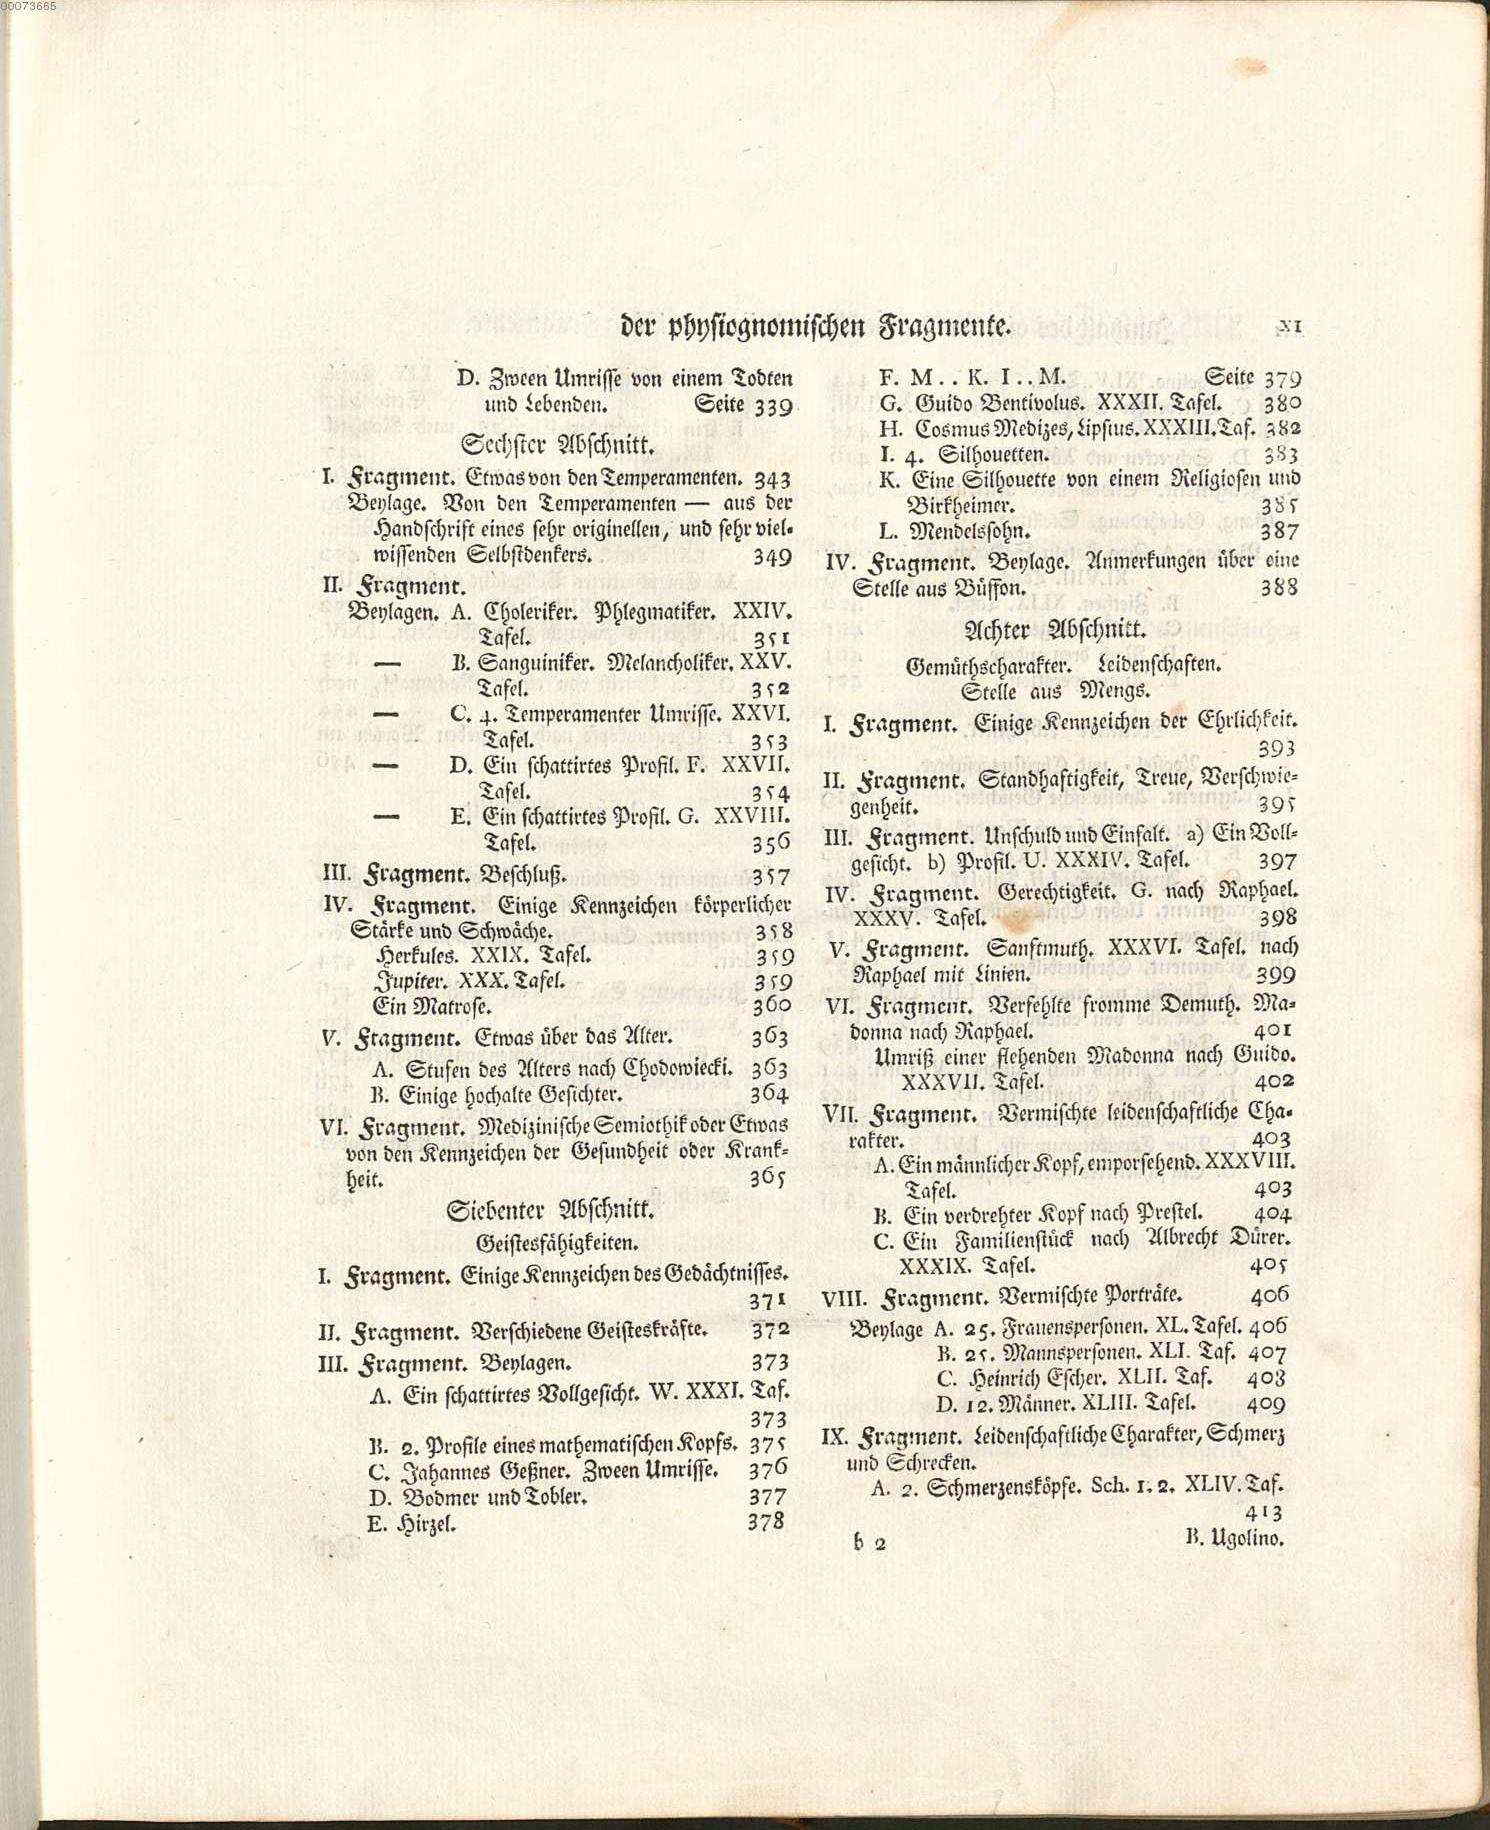 00073665
der physiognomischen Fragmente. XI
D. Zween Umrisse von einem Todten
und Lebenden. Seite 339
Sechster Abschnitt.
I. Fragment. Etwas von den Temperamenten. 343
Beylage. Von den Temperamenten — aus der
Handschrift eines sehr originellen, und sehr viel-
wissenden Selbstdenkers. 349
II. Fragment.
Beylagen. A. Choleriker. Phlegmatiker. XXIV.
Tafel. 351
— B. Sanguiniker. Melancholiker. XXV.
Tafel. 352
— C. 4. Temperamenter Umrisse. XXVI.
Tafel. 353
— D. Ein schattirtes Profil. F. XXVII.
Tafel. 354
— E. Ein schattirtes Profil. G. XXVIII.
Tafel. 356
III. Fragment. Beschluß. 357
IV. Fragment. Einige Kennzeichen körperlicher
Stärke und Schwäche. 358
Herkules. XXIX. Tafel. 359
Jupiter. XXX. Tafel. 359
Ein Matrose. 360
V. Fragment. Etwas über das Alter. 363
A. Stufen des Alters nach Chodowiecki. 363
B. Einige hochalte Gesichter. 364
VI. Fragment. Medizinische Semiothik oder Etwas
von den Kennzeichen der Gesundheit oder Krank-
heit. 365
Siebenter Abschnitt.
Geistesfähigkeiten.
I. Fragment. Einige Kennzeichen des Gedächtnisses.
371
II. Fragment. Verschiedene Geisteskräfte. 372
III. Fragment. Beylagen. 373
A. Ein schattirtes Vollgesicht. W. XXXI. Taf.
373
B. 2. Profile eines mathematischen Kopfs. 375
C. Jahannes Geßner. Zween Umrisse. 376
D. Bodmer und Tobler. 377
E. Hirzel. 378
F. M . . K. I . . M. Seite 379
G. Guido Bentivolus. XXXII. Tafel. 380
H. Cosmus Medizes, Lipsius. XXXIII. Taf. 382
I. 4. Silhouetten. 383
K. Eine Silhouette von einem Religiosen und
Birkheimer. 385
L. Mendelssohn. 387
IV. Fragment. Beylage. Anmerkungen über eine
Stelle aus Büffon. 388
Achter Abschnitt.
Gemüthscharakter. Leidenschaften.
Stelle aus Mengs.
I. Fragment. Einige Kennzeichen der Ehrlichkeit.
393
II. Fragment. Standhaftigkeit, Treue, Verschwie-
genheit. 395
III. Fragment. Unschuld und Einfalt. a) Ein Voll-
gesicht. b) Profil. U. XXXIV. Tafel. 397
IV. Fragment. Gerechtigkeit. G. nach Raphael.
XXXV. Tafel. 398
V. Fragment. Sanftmuth. XXXVI. Tafel. nach
Raphael mit Linien. 399
VI. Fragment. Verfehlte fromme Demuth. Ma-
donna nach Raphael. 401
Umriß einer flehenden Madonna nach Guido.
XXXVII. Tafel. 402
VII. Fragment. Vermischte leidenschaftliche Cha-
rakter. 403
A. Ein männlicher Kopf, emporsehend. XXXVIII.
Tafel. 403
B. Ein verdrehter Kopf nach Prestel. 404
C. Ein Familienstück nach Albrecht Dürer.
XXXIX. Tafel. 405
VIII. Fragment. Vermischte Porträte. 406
Beylage A. 25. Frauenspersonen. XL. Tafel. 406
B. 25. Mannspersonen. XLI. Taf. 407
C. Heinrich Escher. XLII. Taf. 408
D. 12. Männer. XLIII. Tafel. 409
IX. Fragment. Leidenschaftliche Charakter, Schmerz
und Schrecken.
A. 2. Schmerzensköpfe. Sch. 1. 2. XLIV. Taf.
413
b 2 B. Ugolino.